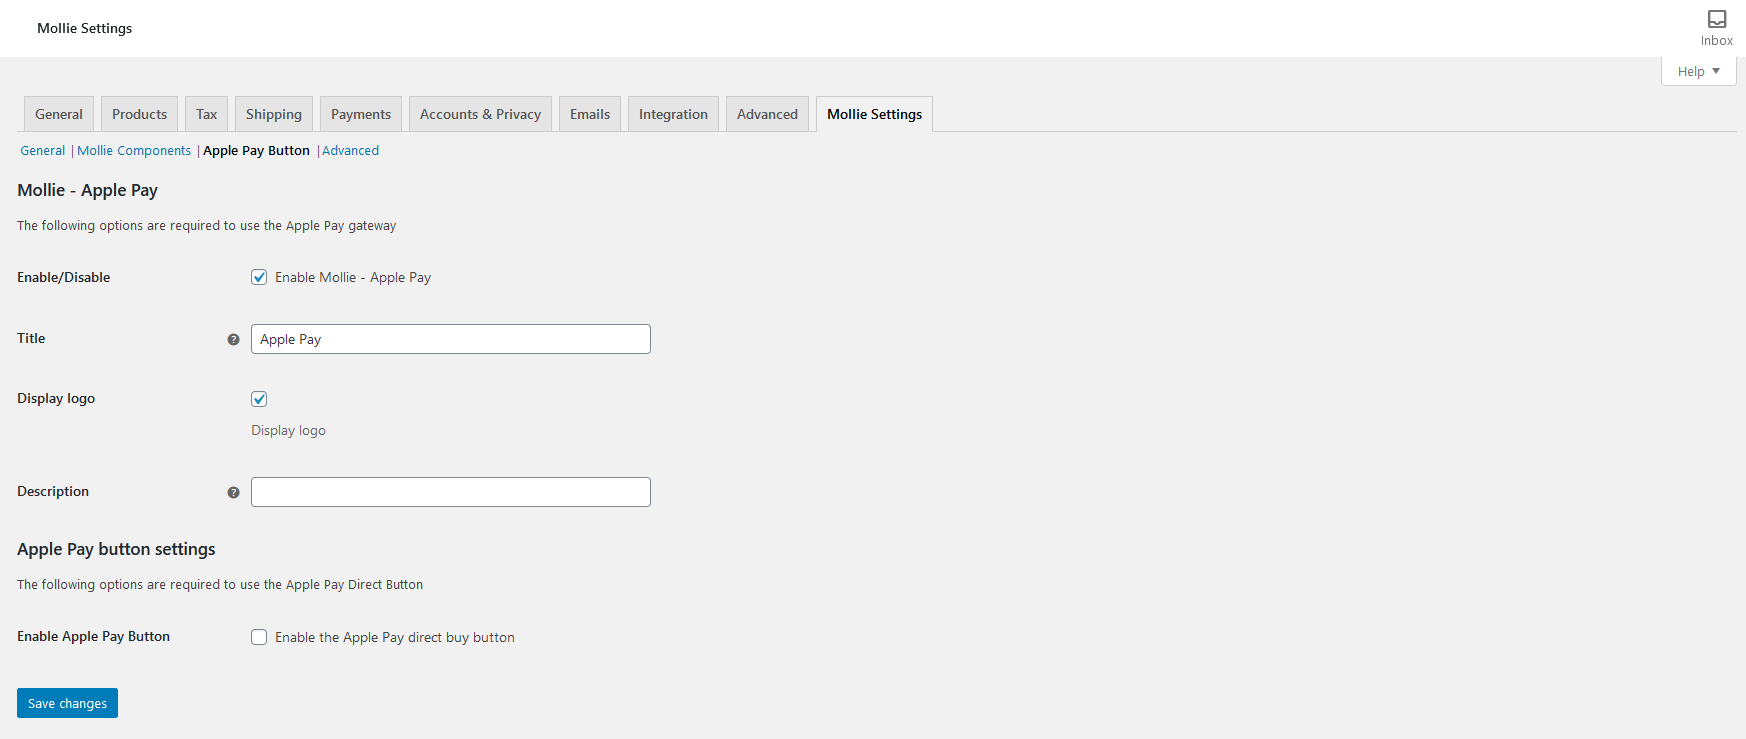 Mollie Settings
Inbox
Help
General Products Tax Shipping Payments Accounts & Privacy Emails Integration Advanced Mollie Settings
General | Mollie Components | Apple Pay Button | Advanced
Mollie - Apple Pay
The following options are required to use the Apple Pay gateway
Enable/Disable Enable Mollie - Apple Pay
Title ? Apple Pay
Display logo
Display logo
Description ?
Apple Pay button settings
The following options are required to use the Apple Pay Direct Button
Enable Apple Pay Button Enable the Apple Pay direct buy button
Save changes